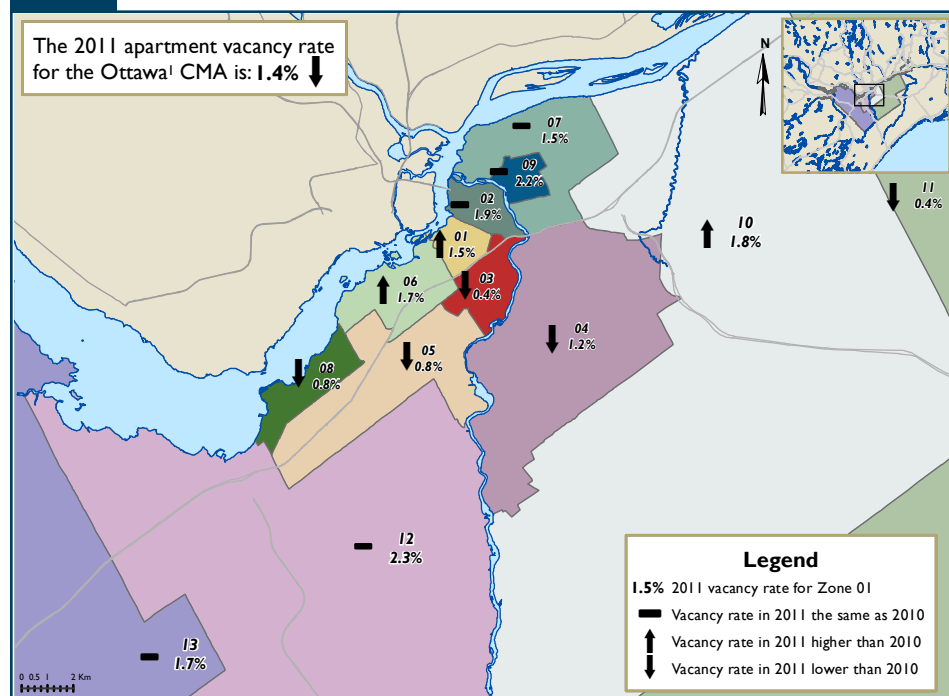 The 2011 apartment vacancy rate
for the Ottawa¹ CMA is: 1.4%
N
07
1.5%
09
2.2%
02
1.9%
11
0.4%
10
1.8%
01
1.5%
03
0.4%
06
1.7%
04
1.2%
05
0.8%
08
0.8%
12
2.3%
13
1.7%
0 0.5 1 2 Km
Legend
1.5% 2011 vacancy rate for Zone 01
Vacancy rate in 2011 the same as 2010
Vacancy rate in 2011 higher than 2010
Vacancy rate in 2011 lower than 2010